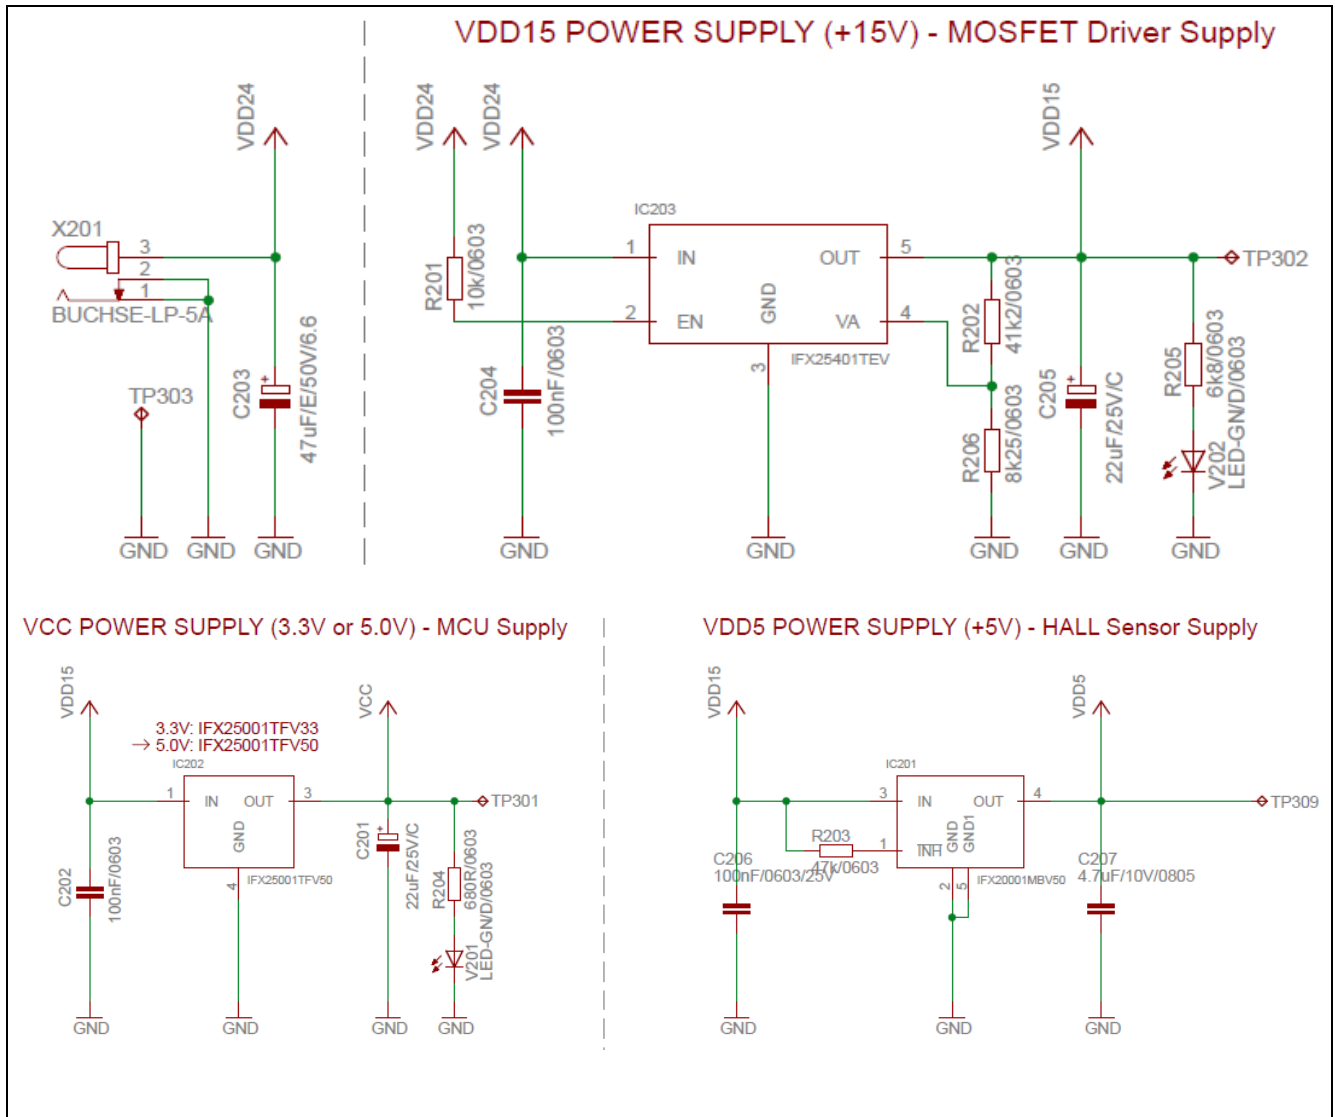 VDD15 POWER SUPPLY (+15V) - MOSFET Driver Supply
VDD24
X201
3
2
1
BUCHSE-LP-5A
TP303
C203
+
47uF/E/50V/6.6
GND
GND
GND
VDD24
VDD24
R201
10k/0603
C204
100nF/0603
GND
IC203
1
IN
OUT
5
2
EN
GND
VA
4
3
IFX25401TEV
GND
VDD15
TP302
R202
41k2/0603
R206
8k25/0603
GND
C205
+
22uF/25V/C
GND
R205
6k8/0603
V202
LED-GN/D/0603
GND
VCC POWER SUPPLY (3.3V or 5.0V) - MCU Supply
VDD15
VCC
3.3V: IFX25001TFV33
→ 5.0V: IFX25001TFV50
IC202
1
IN
OUT
3
GND
4
IFX25001TFV50
TP301
C202
100nF/0603
C201
+
22uF/25V/C
R204
680R/0603
V201
LED-GN/D/0603
GND
GND
GND
GND
VDD5 POWER SUPPLY (+5V) - HALL Sensor Supply
VDD15
VDD5
IC201
3
IN
OUT
4
TP309
R203
47k/0603
1
INH
GND
GND1
2
5
IFX20001MBV50
C206
100nF/0603/25V
C207
4.7uF/10V/0805
GND
GND
GND